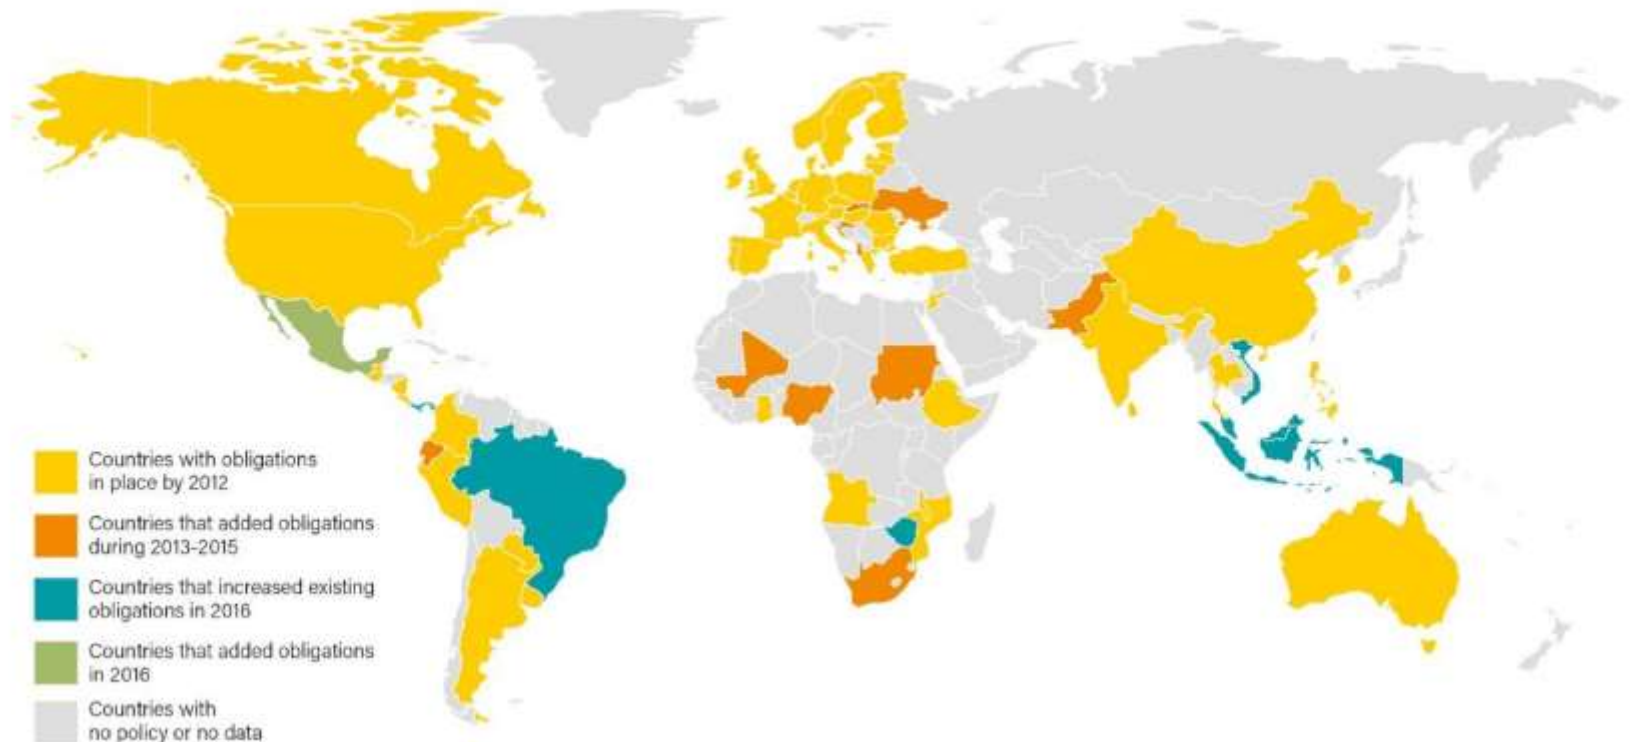 Countries with obligations
in place by 2012
Countries that added obligations
during 2013-2015
Countries that increased existing
obligations in 2016
Countries that added obligations
in 2016
Countries with
no policy or no data